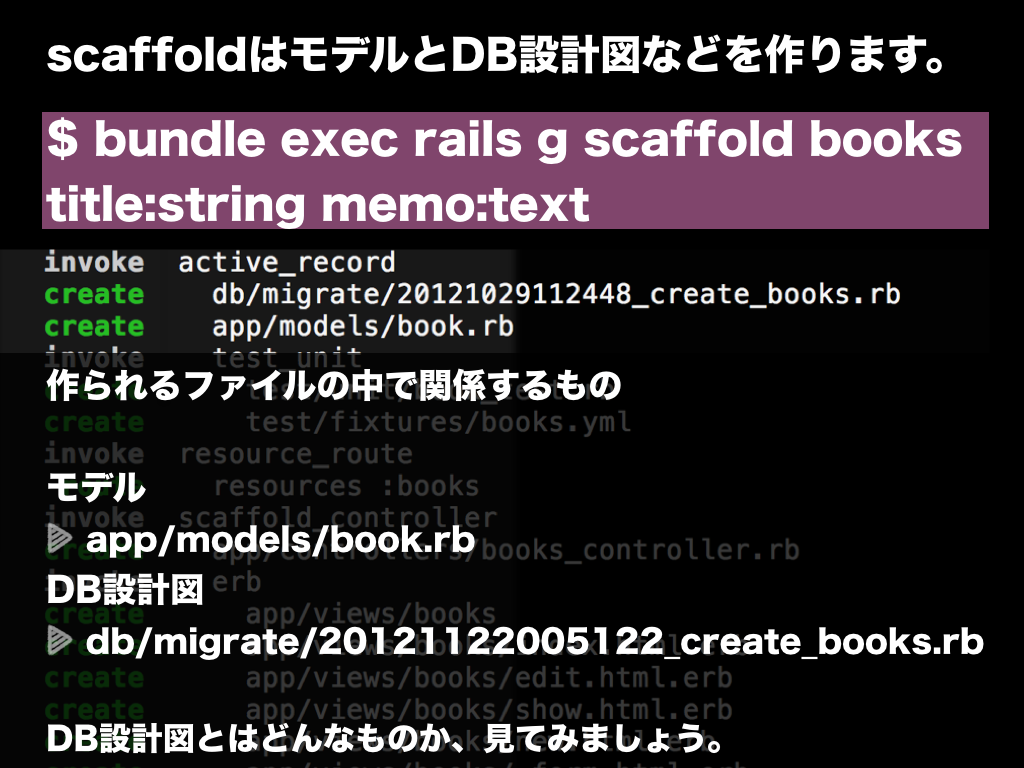 scaffoldはモデルとDB設計図などを作ります。
$ bundle exec rails g scaffold books
title:string memo:text
invoke active_record
create db/migrate/20121029112448_create_books.rb
create app/models/book.rb
invoke test_unit
作られるファイルの中で関係するもの
create test/fixtures/books.yml
invoke resource_route
モデル
resources :books
invoke scaffold_controller
app/models/book.rb
app/controllers/books_controller.rb
erb
DB設計図
create app/views/books
db/migrate/20121122005122_create_books.rb
create app/views/books/edit.html.erb
create app/views/books/show.html.erb
DB設計図とはどんなものか、見てみましょう。